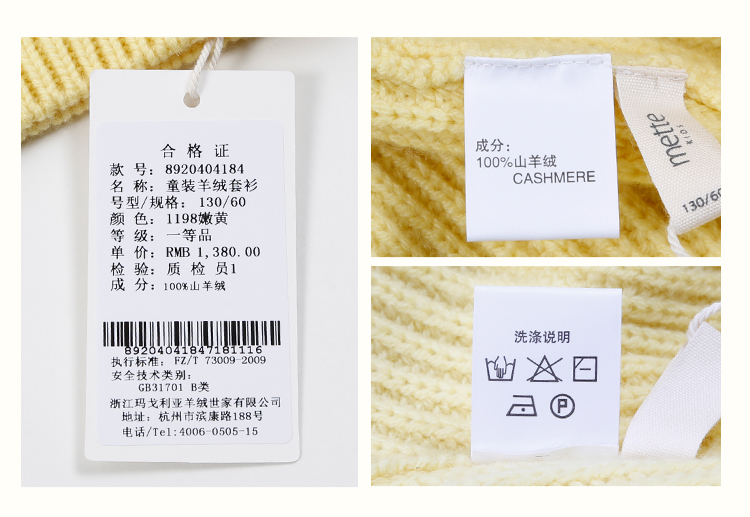 合格证
款 号：8920404184
名 称：童装羊绒套衫
号型/规格：130/60
颜 色：1198嫩黄
等 级：一等品
单 价：RMB 1,380.00
检 验：质 检 员1
成 分：100%山羊绒
89204041847181116
执行标准： FZ/T 73009-2009
安全技术类别：
GB31701 B类
浙江玛戈利亚羊绒世家有限公司
地址：杭州市滨康路188号
电话/Tel:4006-0505-15
成分：
100%山羊绒
CASHMERE
mette
KIDS
130/60
洗涤说明
P